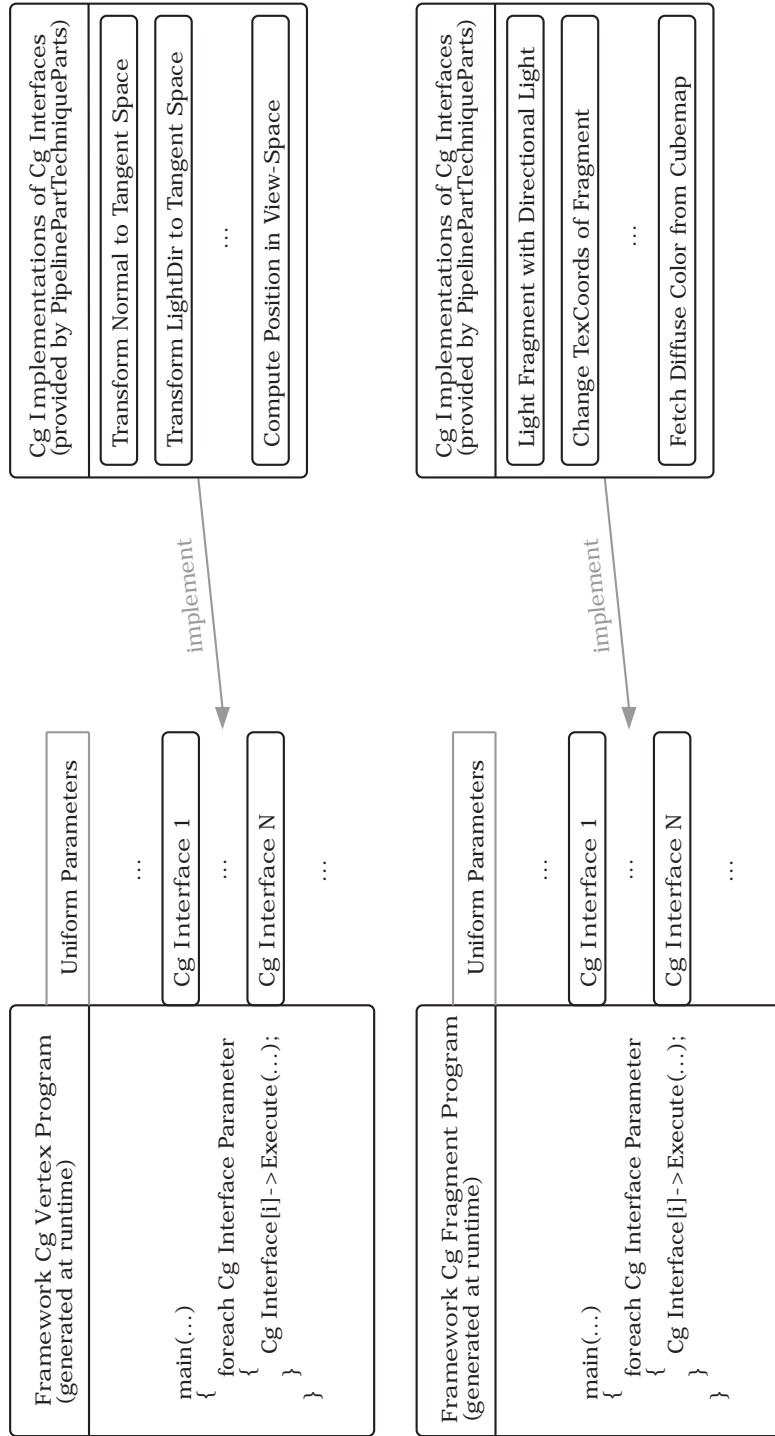 Framework Cg Vertex Program
(generated at runtime)
main(...)
{
foreach Cg Interface Parameter
{
Cg Interface[i]->Execute(...);
}
}
Uniform Parameters
...
Cg Interface 1
...
Cg Interface N
...
implement
Cg Implementations of Cg Interfaces
(provided by PipelinePartTechniqueParts)
Transform Normal to Tangent Space
Transform LightDir to Tangent Space
...
Compute Position in View-Space
Framework Cg Fragment Program
(generated at runtime)
main(...)
{
foreach Cg Interface Parameter
{
Cg Interface[i]->Execute(...);
}
}
Uniform Parameters
...
Cg Interface 1
...
Cg Interface N
...
implement
Cg Implementations of Cg Interfaces
(provided by PipelinePartTechniqueParts)
Light Fragment with Directional Light
Change TexCoords of Fragment
...
Fetch Diffuse Color from Cubemap